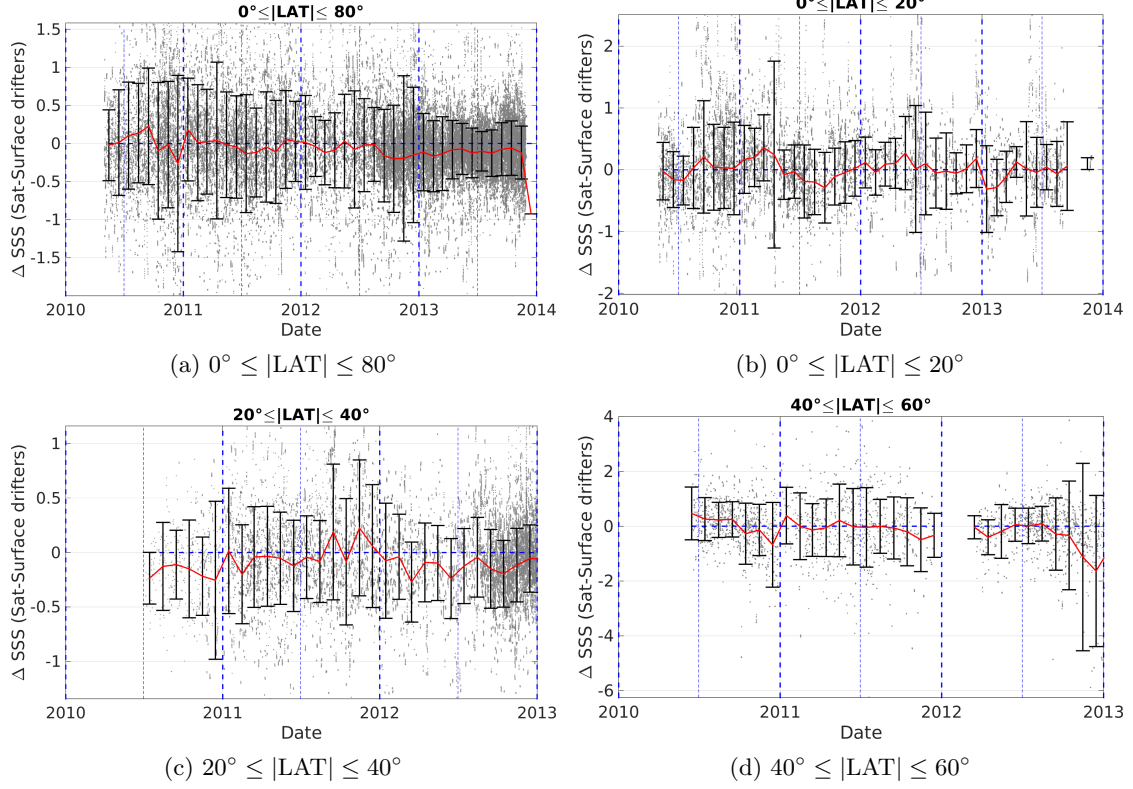 0°≤|LAT|≤ 80°
1.5
1
0.5
0
-0.5
-1
-1.5
Δ SSS (Sat-Surface drifters)
2010
2011
2012
2013
2014
Date
(a) 0° ≤ |LAT| ≤ 80°
0°≤|LAT|≤ 20°
2
1
0
-1
-2
Δ SSS (Sat-Surface drifters)
2010
2011
2012
2013
2014
Date
(b) 0° ≤ |LAT| ≤ 20°
20°≤|LAT|≤ 40°
1
0.5
0
-0.5
-1
Δ SSS (Sat-Surface drifters)
2010
2011
2012
2013
Date
(c) 20° ≤ |LAT| ≤ 40°
40°≤|LAT|≤ 60°
4
2
0
-2
-4
-6
Δ SSS (Sat-Surface drifters)
2010
2011
2012
2013
Date
(d) 40° ≤ |LAT| ≤ 60°